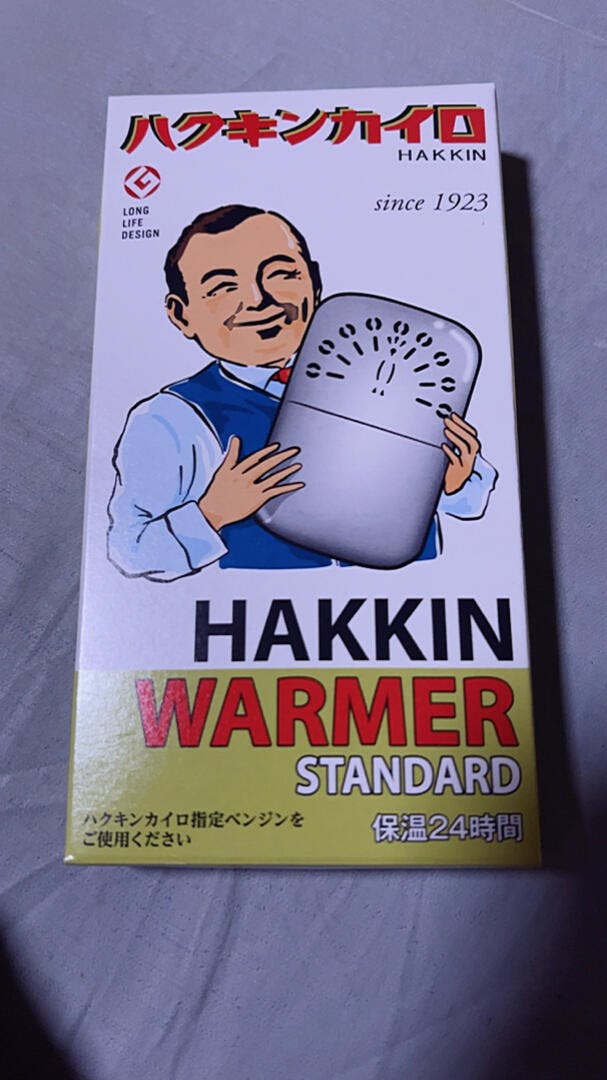 ハクキンカイロ
HAKKIN
LONG
LIFE
DESIGN
since 1923
HAKKIN
WARMER
STANDARD
ハクキンカイロ指定ベンジンを
ご使用ください
保温24時間